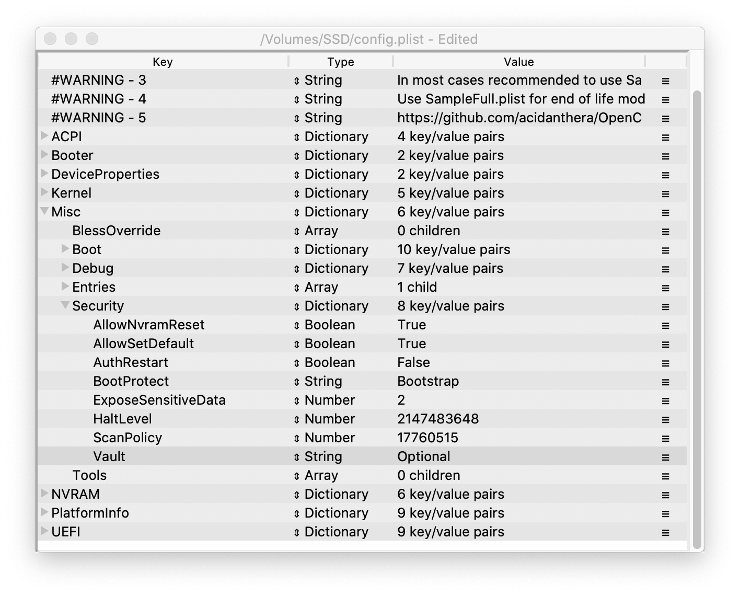 /Volumes/SSD/config.plist - Edited
Key Type Value
#WARNING - 3 String In most cases recommended to use Sa
#WARNING - 4 String Use SampleFull.plist for end of life mod
#WARNING - 5 String https://github.com/acidanthera/OpenC
ACPI Dictionary 4 key/value pairs
Booter Dictionary 2 key/value pairs
DeviceProperties Dictionary 2 key/value pairs
Kernel Dictionary 5 key/value pairs
Misc Dictionary 6 key/value pairs
BlessOverride Array 0 children
Boot Dictionary 10 key/value pairs
Debug Dictionary 7 key/value pairs
Entries Array 1 child
Security Dictionary 8 key/value pairs
AllowNvramReset Boolean True
AllowSetDefault Boolean True
AuthRestart Boolean False
BootProtect String Bootstrap
ExposeSensitiveData Number 2
HaltLevel Number 2147483648
ScanPolicy Number 17760515
Vault String Optional
Tools Array 0 children
NVRAM Dictionary 6 key/value pairs
PlatformInfo Dictionary 9 key/value pairs
UEFI Dictionary 9 key/value pairs